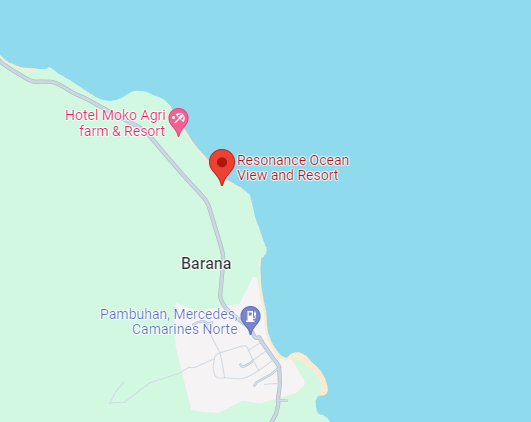 Hotel Moko Agri
farm & Resort
Resonance Ocean
View and Resort
Barana
Pambuhan, Mercedes,
Camarines Norte